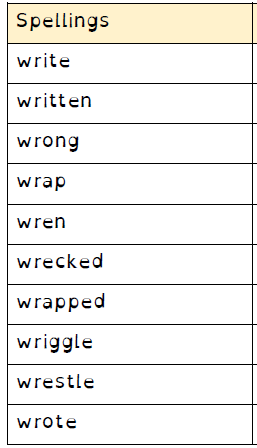 Spellings
write
written
wrong
wrap
wren
wrecked
wrapped
wriggle
wrestle
wrote